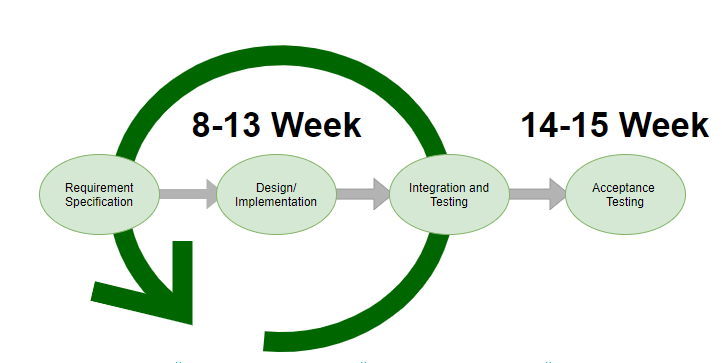 8-13 Week
14-15 Week
Requirement
Specification
Design/
Implementation
Integration and
Testing
Acceptance
Testing